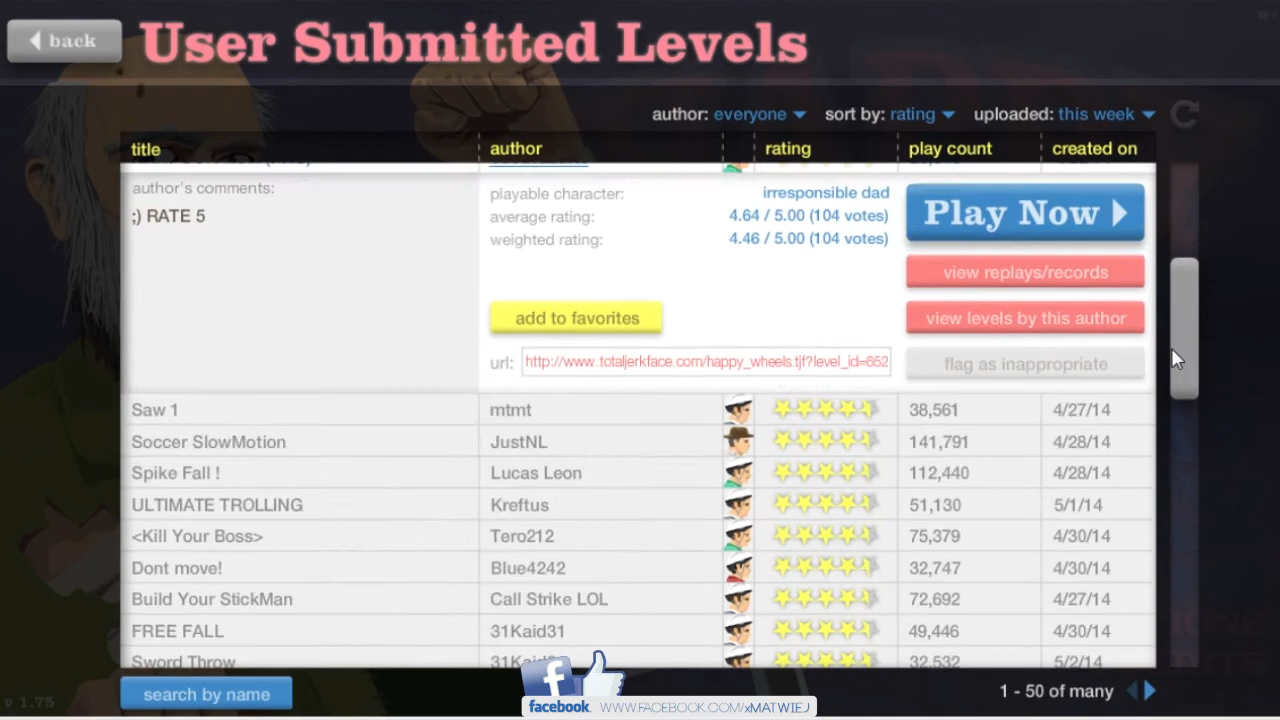 back
User Submitted Levels
author: everyone sort by: rating uploaded: this week
title author rating play count created on
author's comments:
;) RATE 5
playable character: irresponsible dad
average rating: 4.64 / 5.00 (104 votes)
weighted rating: 4.46 / 5.00 (104 votes)
Play Now
view replays/records
add to favorites
view levels by this author
url: http://www.totaljerkface.com/happy_wheels.tjf?level_id=652
flag as inappropriate
Saw 1 mtmt 38,561 4/27/14
Soccer SlowMotion JustNL 141,791 4/28/14
Spike Fall ! Lucas Leon 112,440 4/28/14
ULTIMATE TROLLING Kreftus 51,130 5/1/14
<Kill Your Boss> Tero212 75,379 4/30/14
Dont move! Blue4242 32,747 4/30/14
Build Your StickMan Call Strike LOL 72,692 4/27/14
FREE FALL 31Kaid31 49,446 4/30/14
Sword Throw 32,532 5/2/14
search by name
1 - 50 of many
v 1.75
facebook. WWW.FACEBOOK.COM/xMATWIEJ